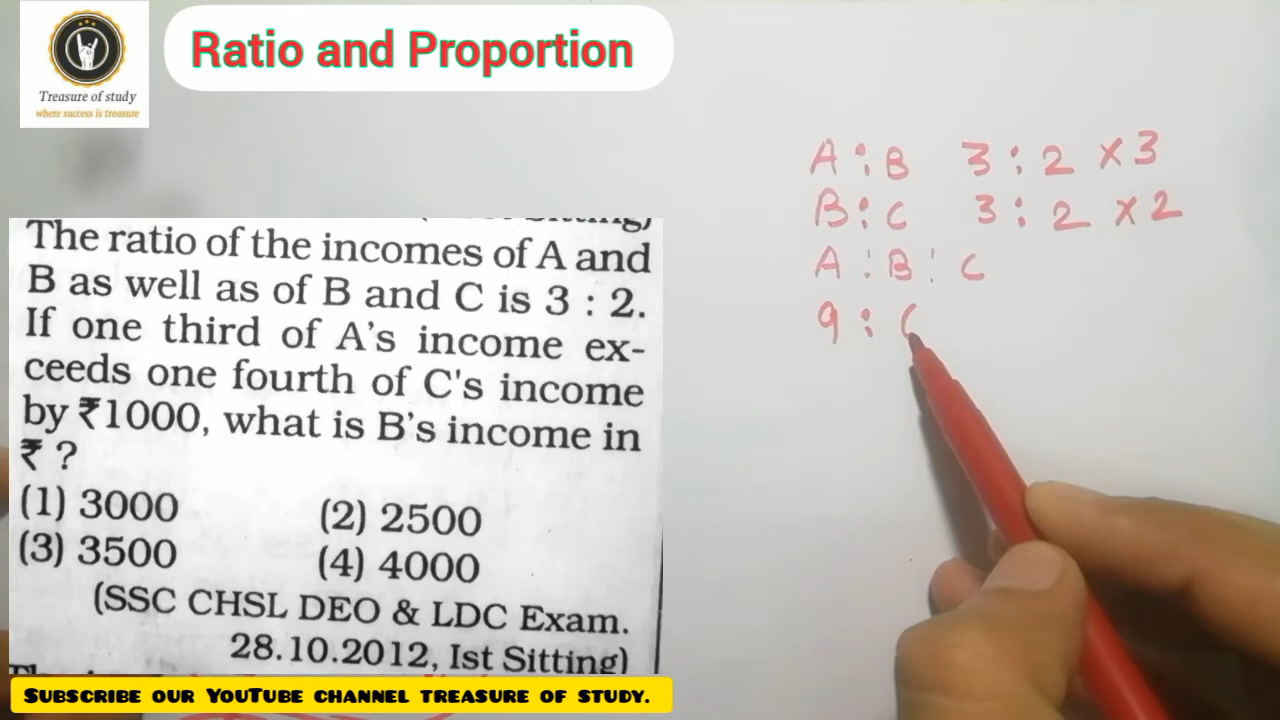 Treasure of study
where success is treasure
Ratio and Proportion
Sitting)
The ratio of the incomes of A and
B as well as of B and C is 3 : 2.
If one third of A's income ex-
ceeds one fourth of C's income
by ₹1000, what is B's income in
₹ ?
(1) 3000 (2) 2500
(3) 3500 (4) 4000
(SSC CHSL DEO & LDC Exam.
28.10.2012, Ist Sitting)
A : B 3 : 2 × 3
B : C 3 : 2 × 2
A : B : C
9 :
Subscribe our YouTube channel treasure of study.